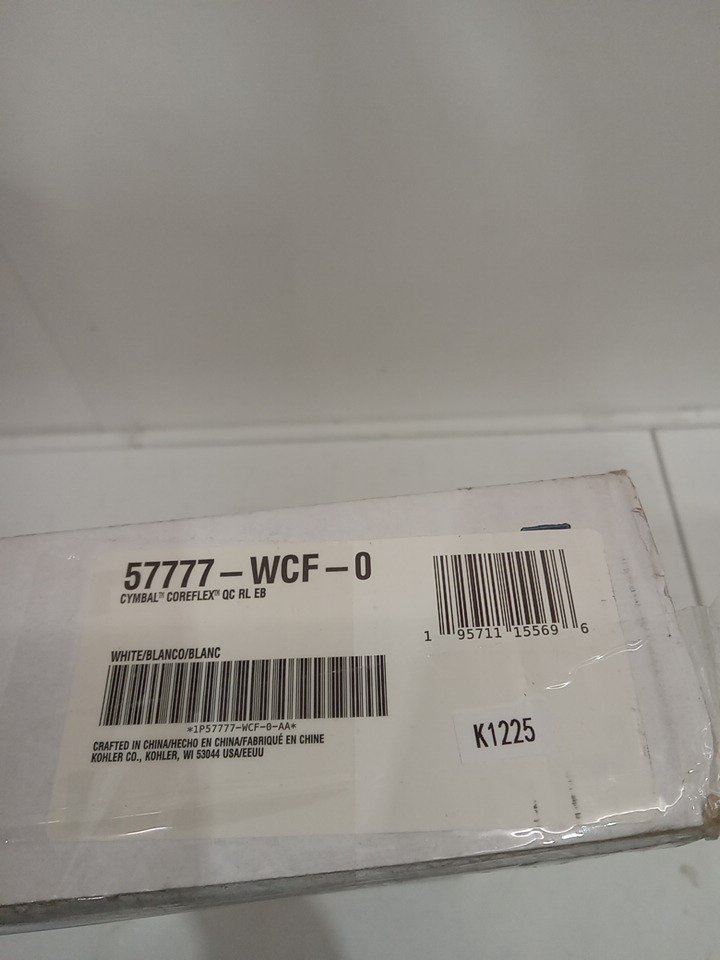 57777-WCF-0
CYMBAL™ COREFLEX™ QC RL EB
1 95711 15569 6
WHITE/BLANCO/BLANC
*1P57777-WCF-0-AA*
CRAFTED IN CHINA/HECHO EN CHINA/FABRIQUÉ EN CHINE
KOHLER CO., KOHLER, WI 53044 USA/EEUU
K1225